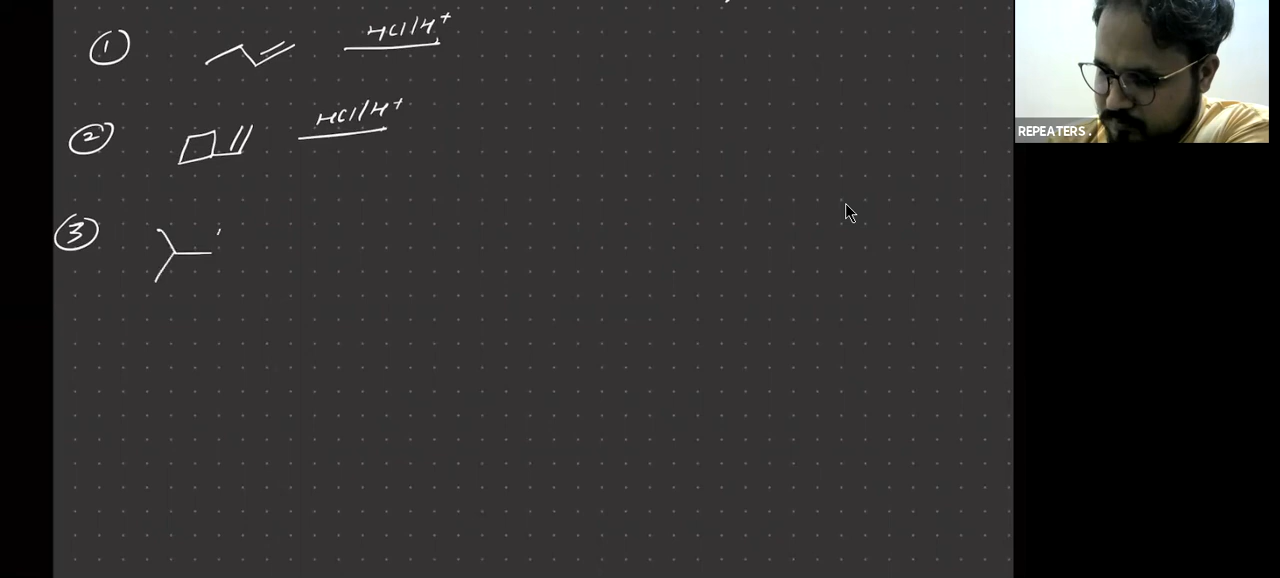 ① HCl/H⁺
② HCl/H⁺
③
REPEATERS .